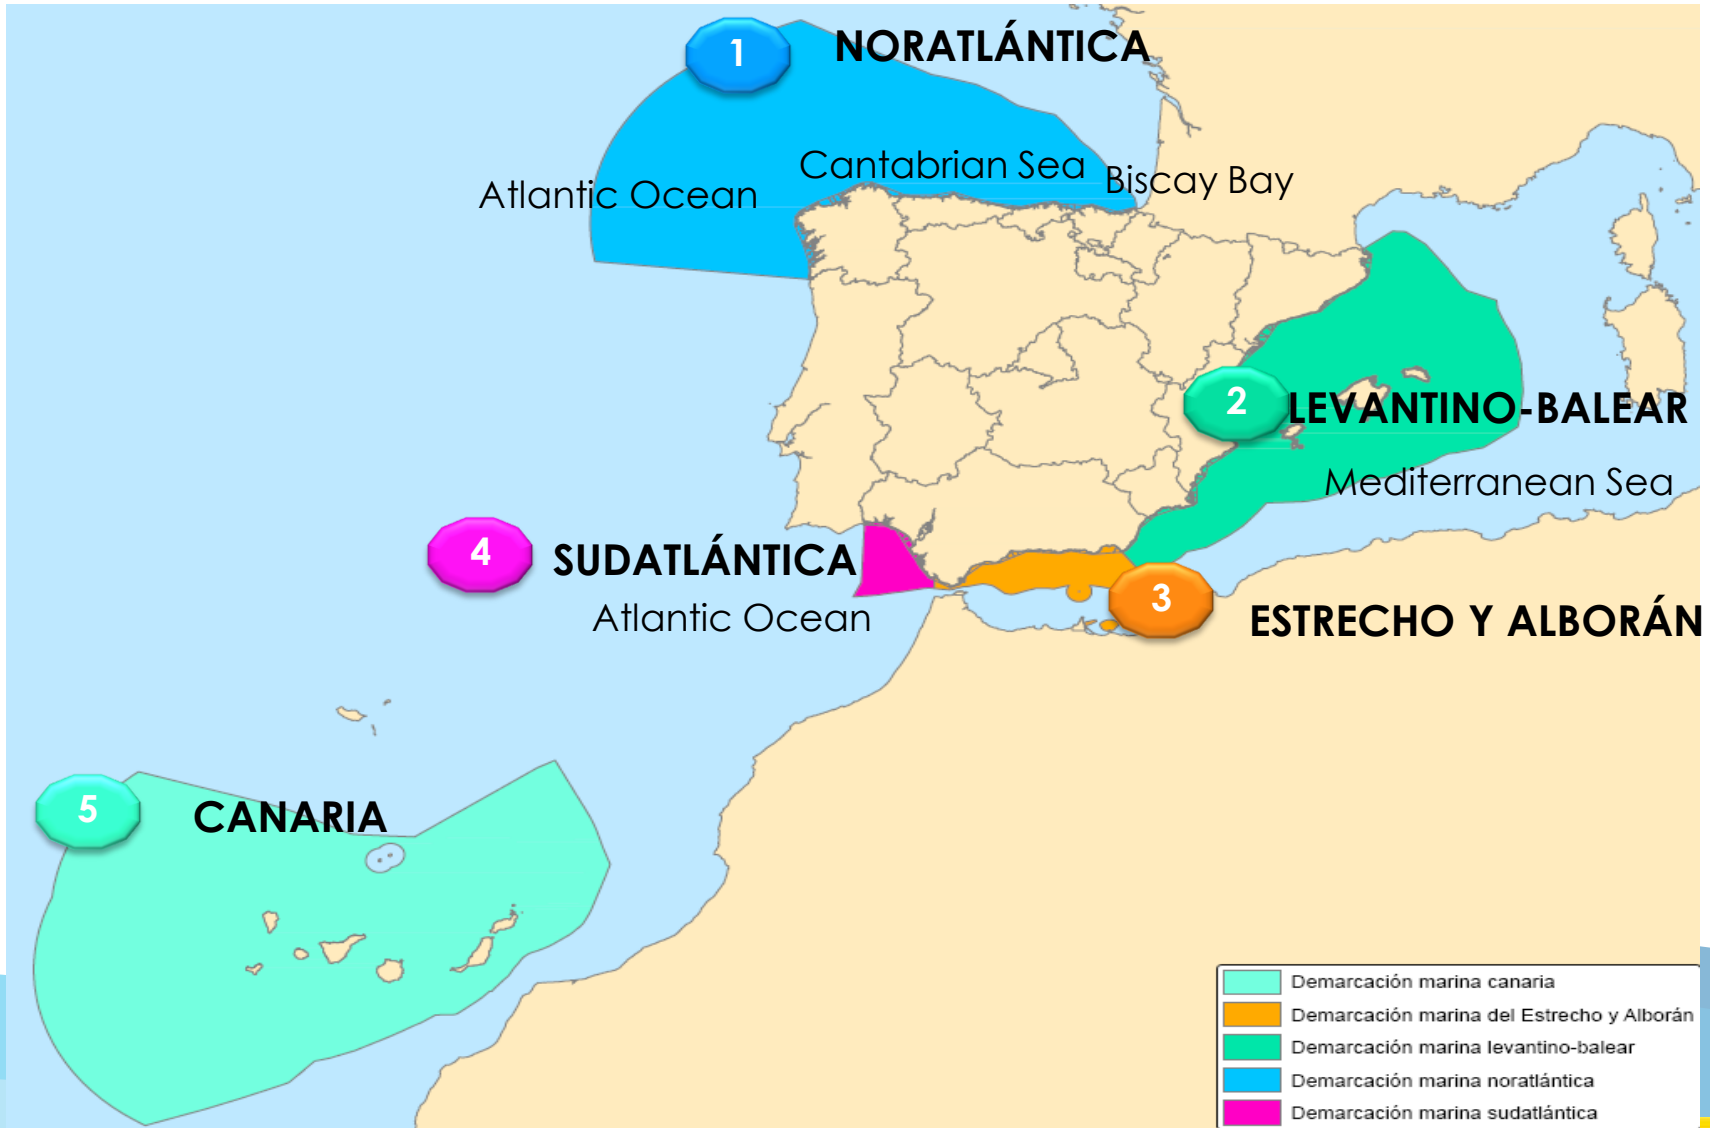 1
NORATLÁNTICA
Cantabrian Sea
Biscay Bay
Atlantic Ocean
2
LEVANTINO-BALEAR
Mediterranean Sea
4
SUDATLÁNTICA
Atlantic Ocean
3
ESTRECHO Y ALBORÁN
5
CANARIA
Demarcación marina canaria
Demarcación marina del Estrecho y Alborán
Demarcación marina levantino-balear
Demarcación marina noratlántica
Demarcación marina sudatlántica